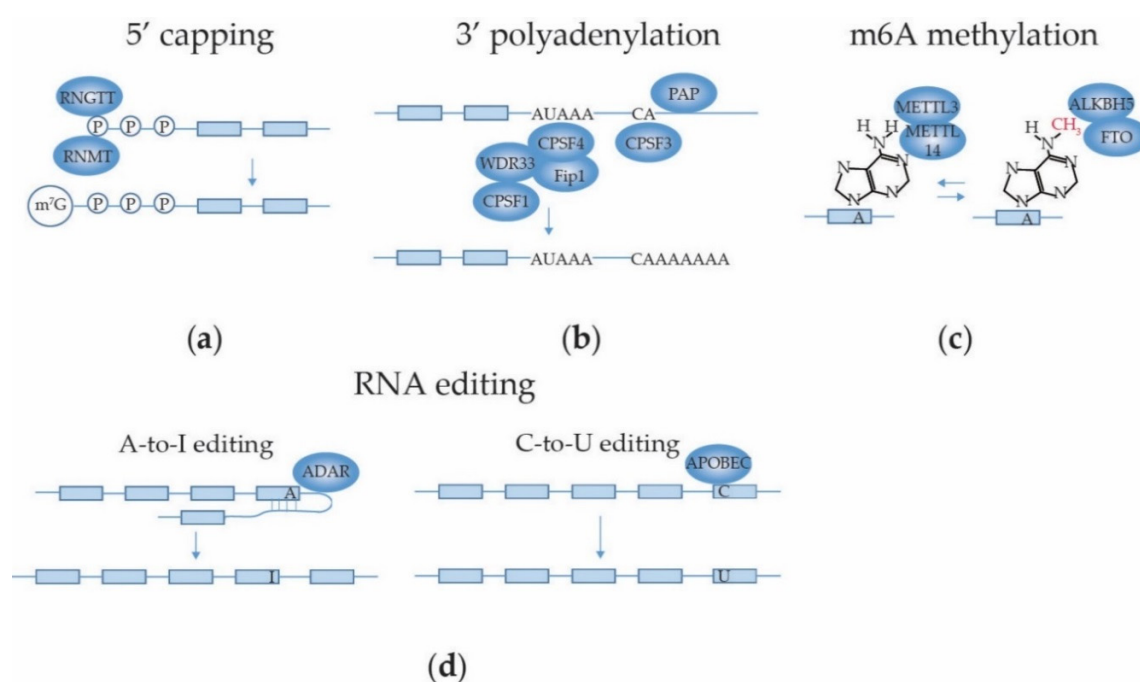 5′ capping
RNGTT
P P P
RNMT
m⁷G P P P
(a)
3′ polyadenylation
PAP
AUAAA CA
CPSF4 CPSF3
WDR33
Fip1
CPSF1
AUAAA CAAAAAAA
(b)
m6A methylation
METTL3
METTL
14
H H
N
N N
N N
A
ALKBH5
FTO
CH₃
H
N
N N
N N
A
(c)
RNA editing
A-to-I editing
ADAR
A
I
C-to-U editing
APOBEC
C
U
(d)